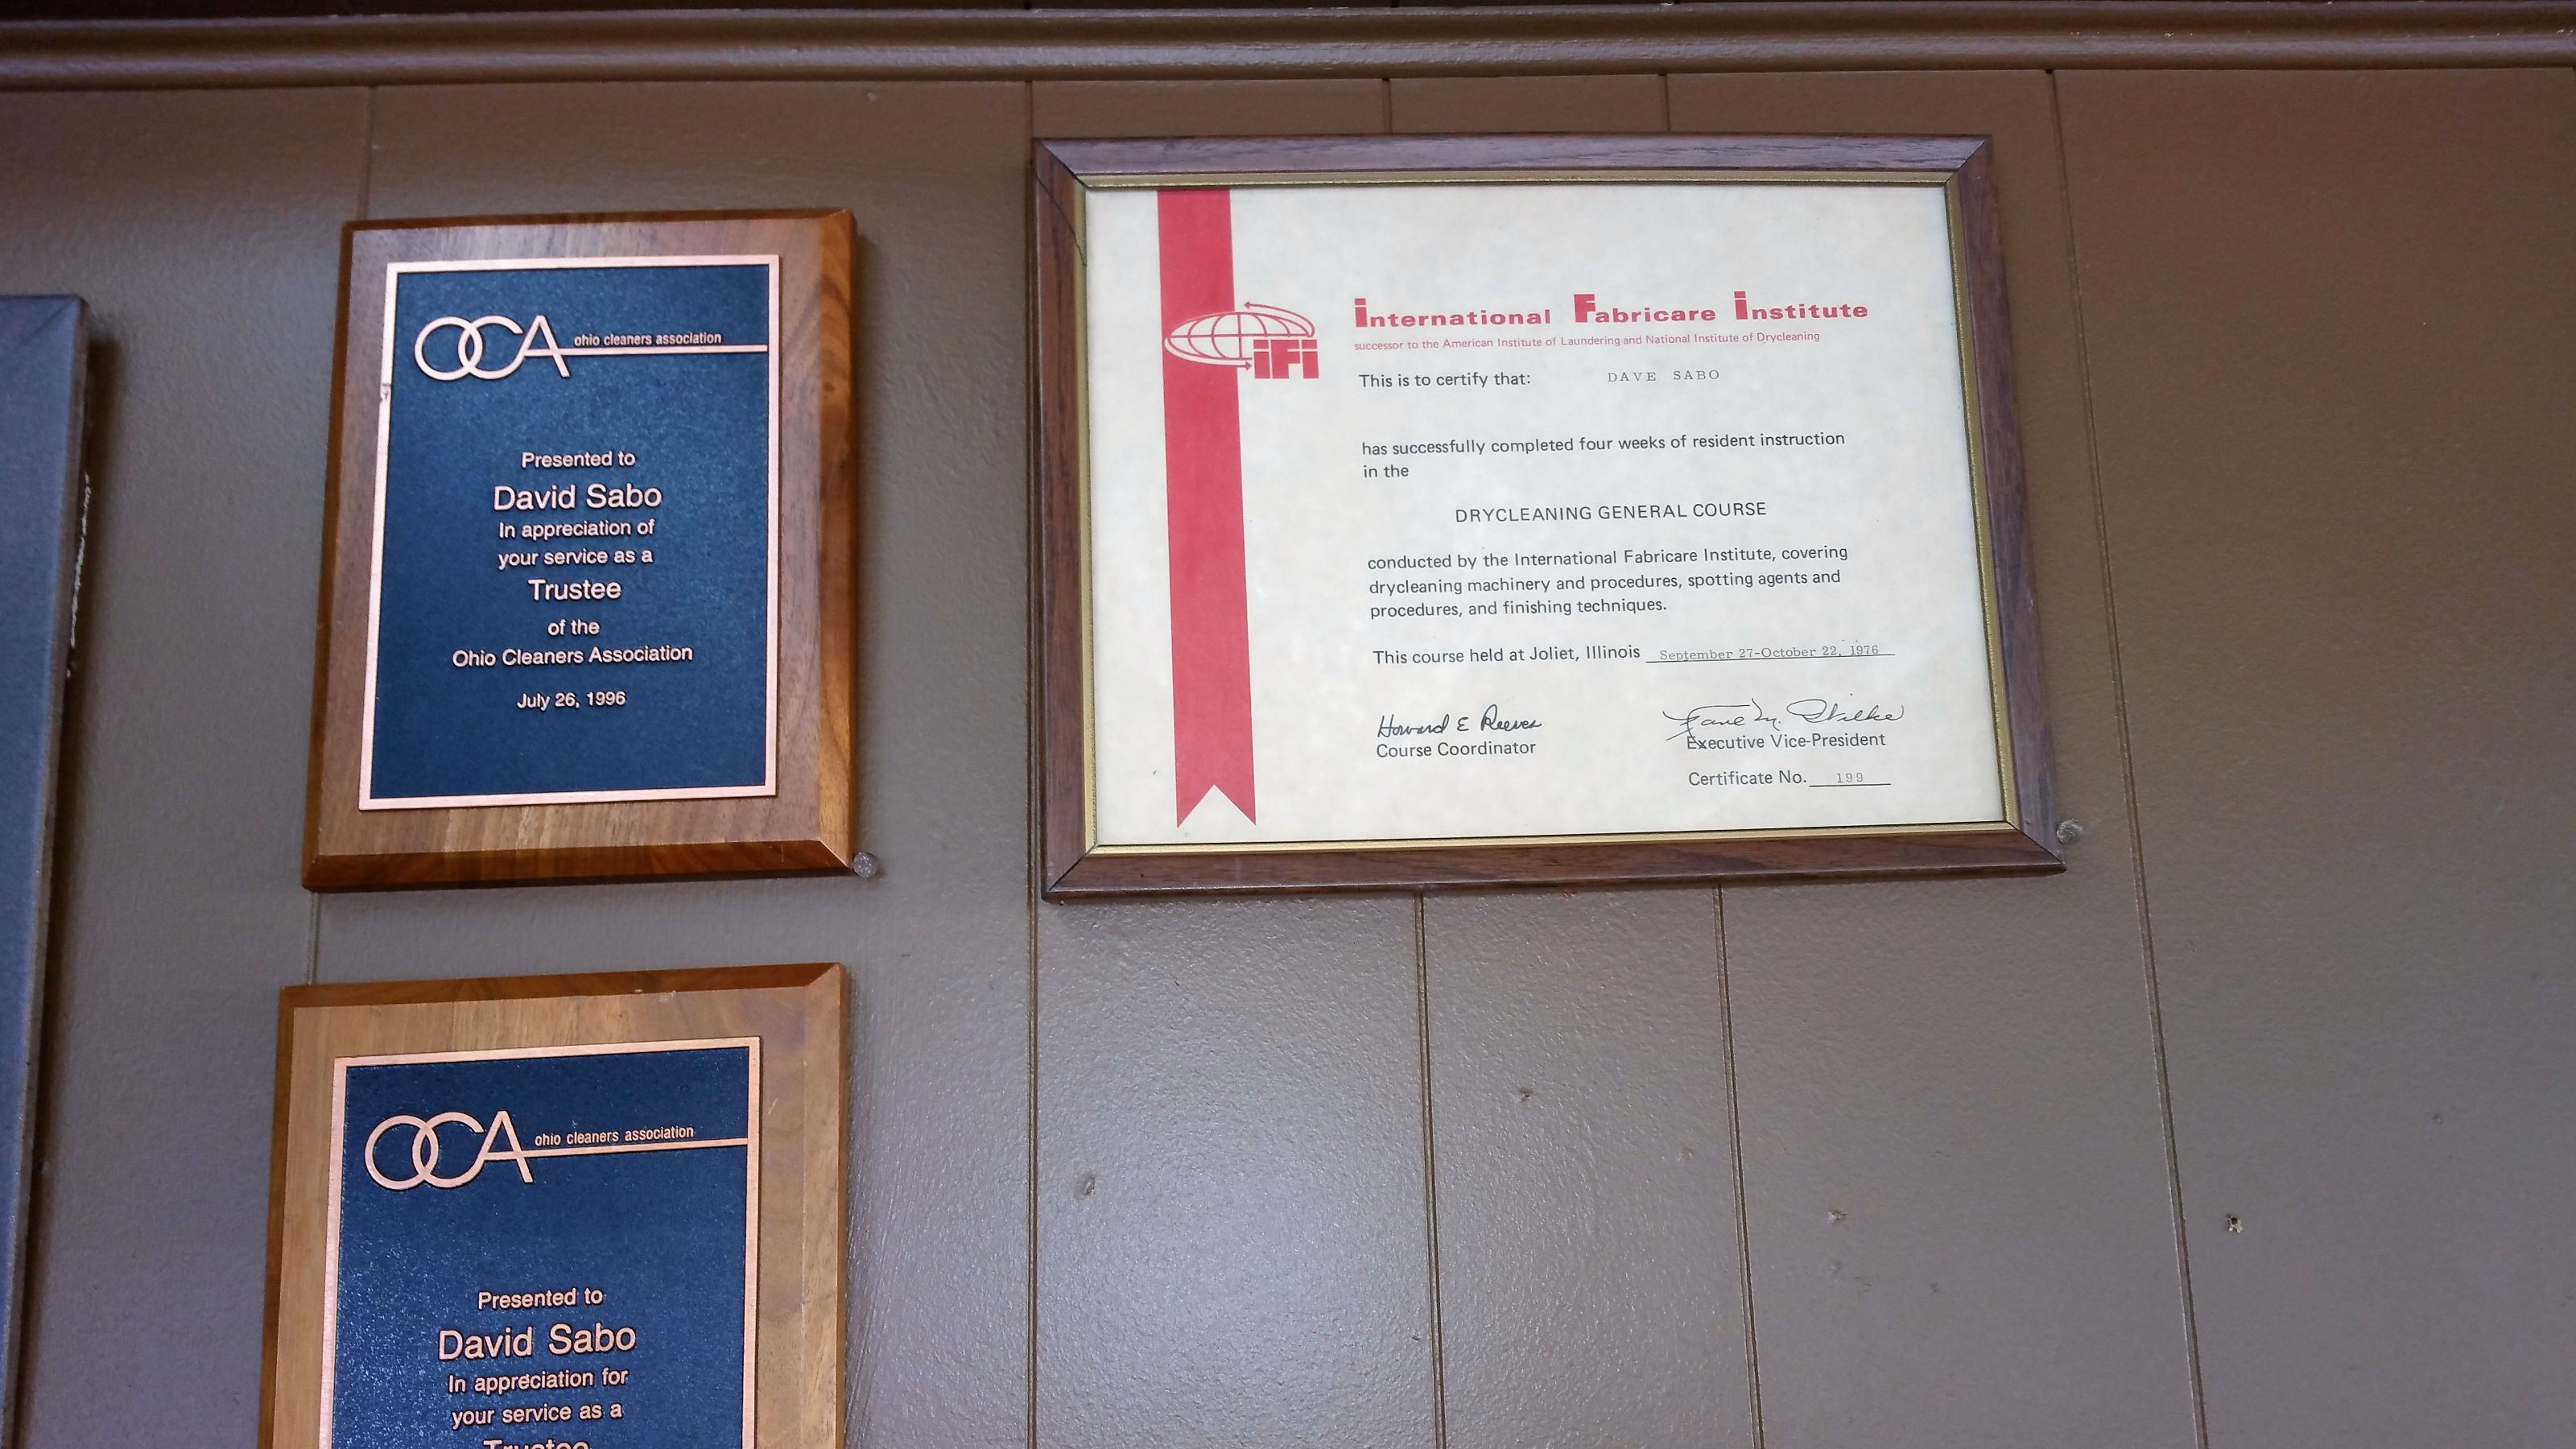 OCA ohio cleaners association
Presented to
David Sabo
In appreciation of
your service as a
Trustee
of the
Ohio Cleaners Association
July 26, 1996
International Fabricare Institute
successor to the American Institute of Laundering and National Institute of Drycleaning
iFi
This is to certify that: DAVE SABO
has successfully completed four weeks of resident instruction
in the
DRYCLEANING GENERAL COURSE
conducted by the International Fabricare Institute, covering
drycleaning machinery and procedures, spotting agents and
procedures, and finishing techniques.
This course held at Joliet, Illinois September 27-October 22, 1976
Howard E Reeves
Course Coordinator
Executive Vice-President
Certificate No. 199
OCA ohio cleaners association
Presented to
David Sabo
In appreciation for
your service as a
Trustee